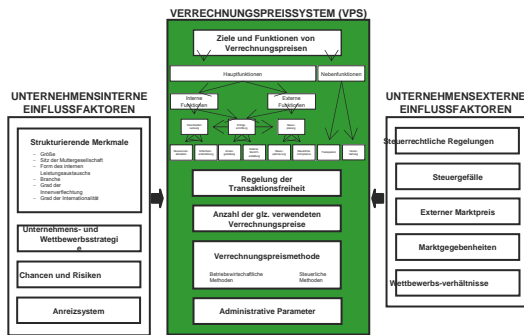 VERRECHNUNGSPREISSYSTEM (VPS)
Ziele und Funktionen von
Verrechnungspreisen
Hauptfunktionen
Nebenfunktionen
Interne
Funktionen
Externe
Funktionen
Regelung der
Transaktionsfreiheit
Anzahl der glz. verwendeten
Verrechnungspreise
Verrechnungspreismethode
Betriebswirtschaftliche
Methoden
Steuerliche
Methoden
Administrative Parameter
UNTERNEHMENSINTERNE
EINFLUSSFAKTOREN
Strukturierende Merkmale
– Größe
– Sitz der Muttergesellschaft
– Form des internen
Leistungsaustauschs
– Branche
– Grad der
Innenverflechtung
– Grad der Internationalität
Unternehmens- und
Wettbewerbsstrategi
e
Chancen und Risiken
Anreizsystem
UNTERNEHMENSEXTERNE
EINFLUSSFAKTOREN
Steuerrechtliche Regelungen
Steuergefälle
Externer Marktpreis
Marktgegebenheiten
Wettbewerbs-verhältnisse